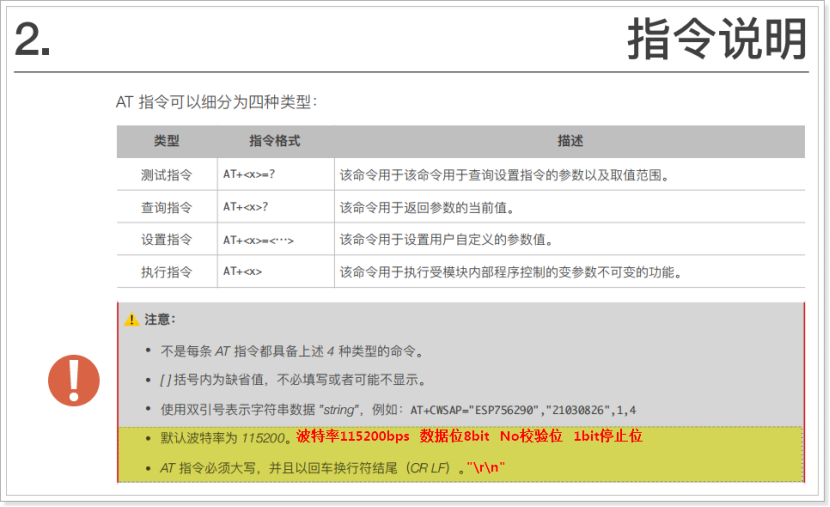 2.
指令说明
AT 指令可以细分为四种类型：
类型 指令格式 描述
测试指令 AT+<x>=? 该命令用于该命令用于查询设置指令的参数以及取值范围。
查询指令 AT+<x>? 该命令用于返回参数的当前值。
设置指令 AT+<x>=<…> 该命令用于设置用户自定义的参数值。
执行指令 AT+<x> 该命令用于执行受模块内部程序控制的变参数不可变的功能。
注意：
• 不是每条 AT 指令都具备上述 4 种类型的命令。
• [ ] 括号内为缺省值，不必填写或者可能不显示。
• 使用双引号表示字符串数据 "string"，例如：AT+CWSAP="ESP756290","21030826",1,4
• 默认波特率为 115200。波特率115200bps 数据位8bit No校验位 1bit停止位
• AT 指令必须大写，并且以回车换行符结尾（CR LF）。"\r\n"